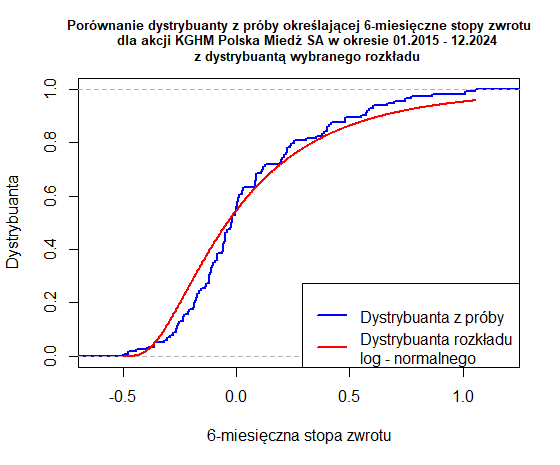 Porównanie dystrybuanty z próby określającej 6-miesięczne stopy zwrotu
dla akcji KGHM Polska Miedź SA w okresie 01.2015 - 12.2024
z dystrybuantą wybranego rozkładu
Dystrybuanta
1.0
0.8
0.6
0.4
0.2
0.0
Dystrybuanta z próby
Dystrybuanta rozkładu
log - normalnego
-0.5 0.0 0.5 1.0
6-miesięczna stopa zwrotu